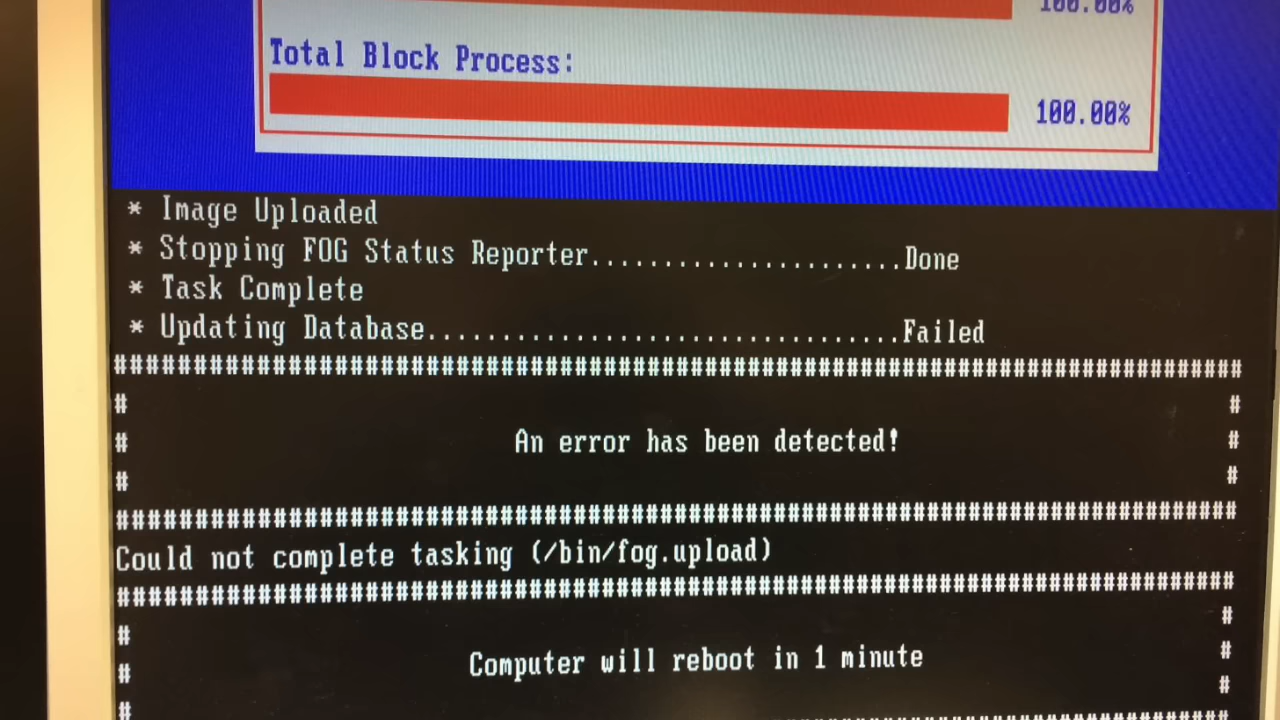 100.00%
Total Block Process:
100.00%
* Image Uploaded
* Stopping FOG Status Reporter......................Done
* Task Complete
* Updating Database.................................Failed
########################################################################
# #
# An error has been detected! #
# #
########################################################################
Could not complete tasking (/bin/fog.upload)
########################################################################
# #
# Computer will reboot in 1 minute #
# #
########################################################################